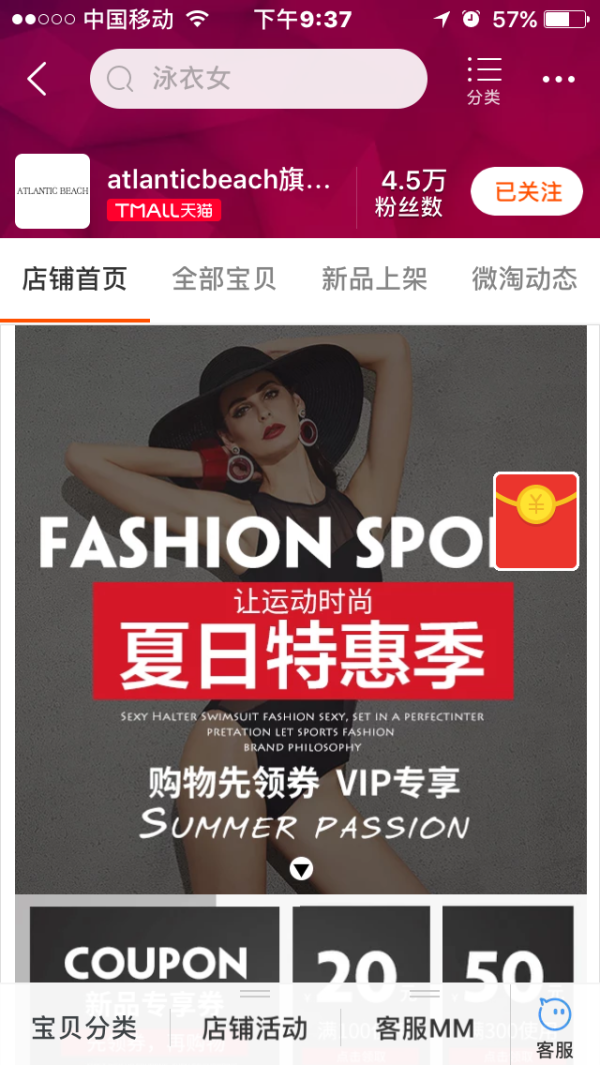 中国移动 下午9:37 57%
泳衣女
分类
ATLANTIC BEACH
atlanticbeach旗...
TMALL天猫
4.5万
粉丝数
已关注
店铺首页 全部宝贝 新品上架 微淘动态
FASHION SPO
让运动时尚
夏日特惠季
SEXY HALTER SWIMSUIT FASHION SEXY, SET IN A PERFECTINTER
PRETATION LET SPORTS FASHION
BRAND PHILOSOPHY
购物先领券 VIP专享
SUMMER PASSION
COUPON 20 50
新品专享券
宝贝分类 店铺活动 客服MM 客服